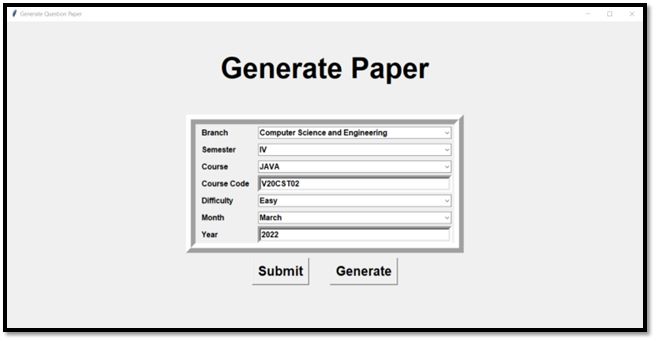 Generate Question Paper
Generate Paper
Branch Computer Science and Engineering
Semester IV
Course JAVA
Course Code V20CST02
Difficulty Easy
Month March
Year 2022
Submit Generate